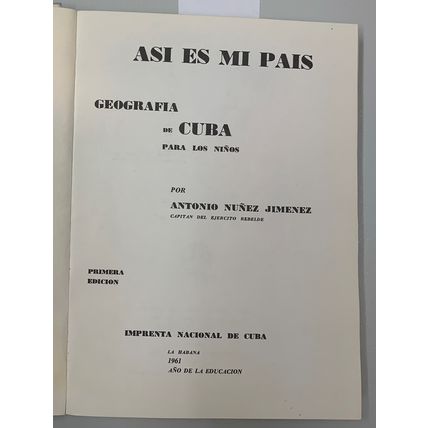 ASI ES MI PAIS
GEOGRAFIA
DE CUBA
PARA LOS NIÑOS
POR
ANTONIO NUÑEZ JIMENEZ
CAPITAN DEL EJERCITO REBELDE
PRIMERA
EDICION
IMPRENTA NACIONAL DE CUBA
LA HABANA
1961
AÑO DE LA EDUCACION